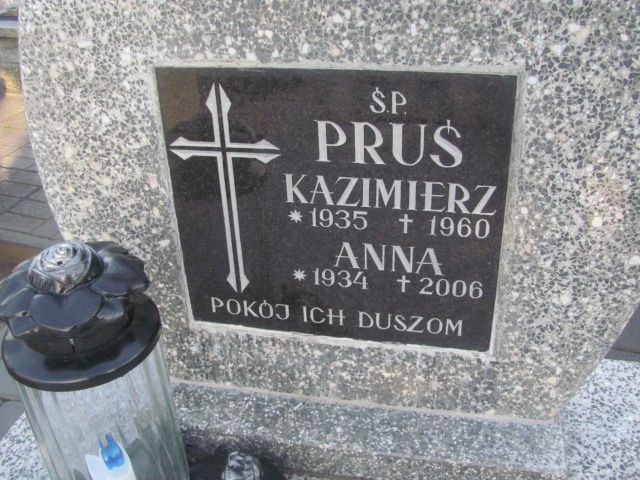 Ś.P.
PRUŚ
KAZIMIERZ
* 1935 † 1960
ANNA
* 1934 † 2006
POKÓJ ICH DUSZOM